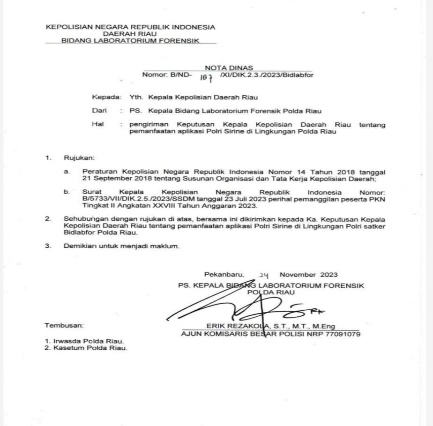 KEPOLISIAN NEGARA REPUBLIK INDONESIA
DAERAH RIAU
BIDANG LABORATORIUM FORENSIK
NOTA DINAS
Nomor: B/ND- 187 /XI/DIK.2.3./2023/Bidlabfor
Kepada: Yth. Kepala Kepolisian Daerah Riau
Dari : PS. Kepala Bidang Laboratorium Forensik Polda Riau
Hal : pengiriman Keputusan Kepala Kepolisian Daerah Riau tentang
pemanfaatan aplikasi Polri Sirine di Lingkungan Polda Riau
1. Rujukan:
a. Peraturan Kepolisian Negara Republik Indonesia Nomor 14 Tahun 2018 tanggal
21 September 2018 tentang Susunan Organisasi dan Tata Kerja Kepolisian Daerah;
b. Surat Kepala Kepolisian Negara Republik Indonesia Nomor:
B/5733/VII/DIK.2.5./2023/SSDM tanggal 23 Juli 2023 perihal pemanggilan peserta PKN
Tingkat II Angkatan XXVIII Tahun Anggaran 2023.
2. Sehubungan dengan rujukan di atas, bersama ini dikirimkan kepada Ka. Keputusan Kepala
Kepolisian Daerah Riau tentang pemanfaatan aplikasi Polri Sirine di Lingkungan Polri satker
Bidlabfor Polda Riau.
3. Demikian untuk menjadi maklum.
Pekanbaru, 24 November 2023
PS. KEPALA BIDANG LABORATORIUM FORENSIK
POLDA RIAU
ERIK REZAKOLA, S.T., M.T., M.Eng
AJUN KOMISARIS BESAR POLISI NRP 77091079
Tembusan:
1. Irwasda Polda Riau.
2. Kasetum Polda Riau.